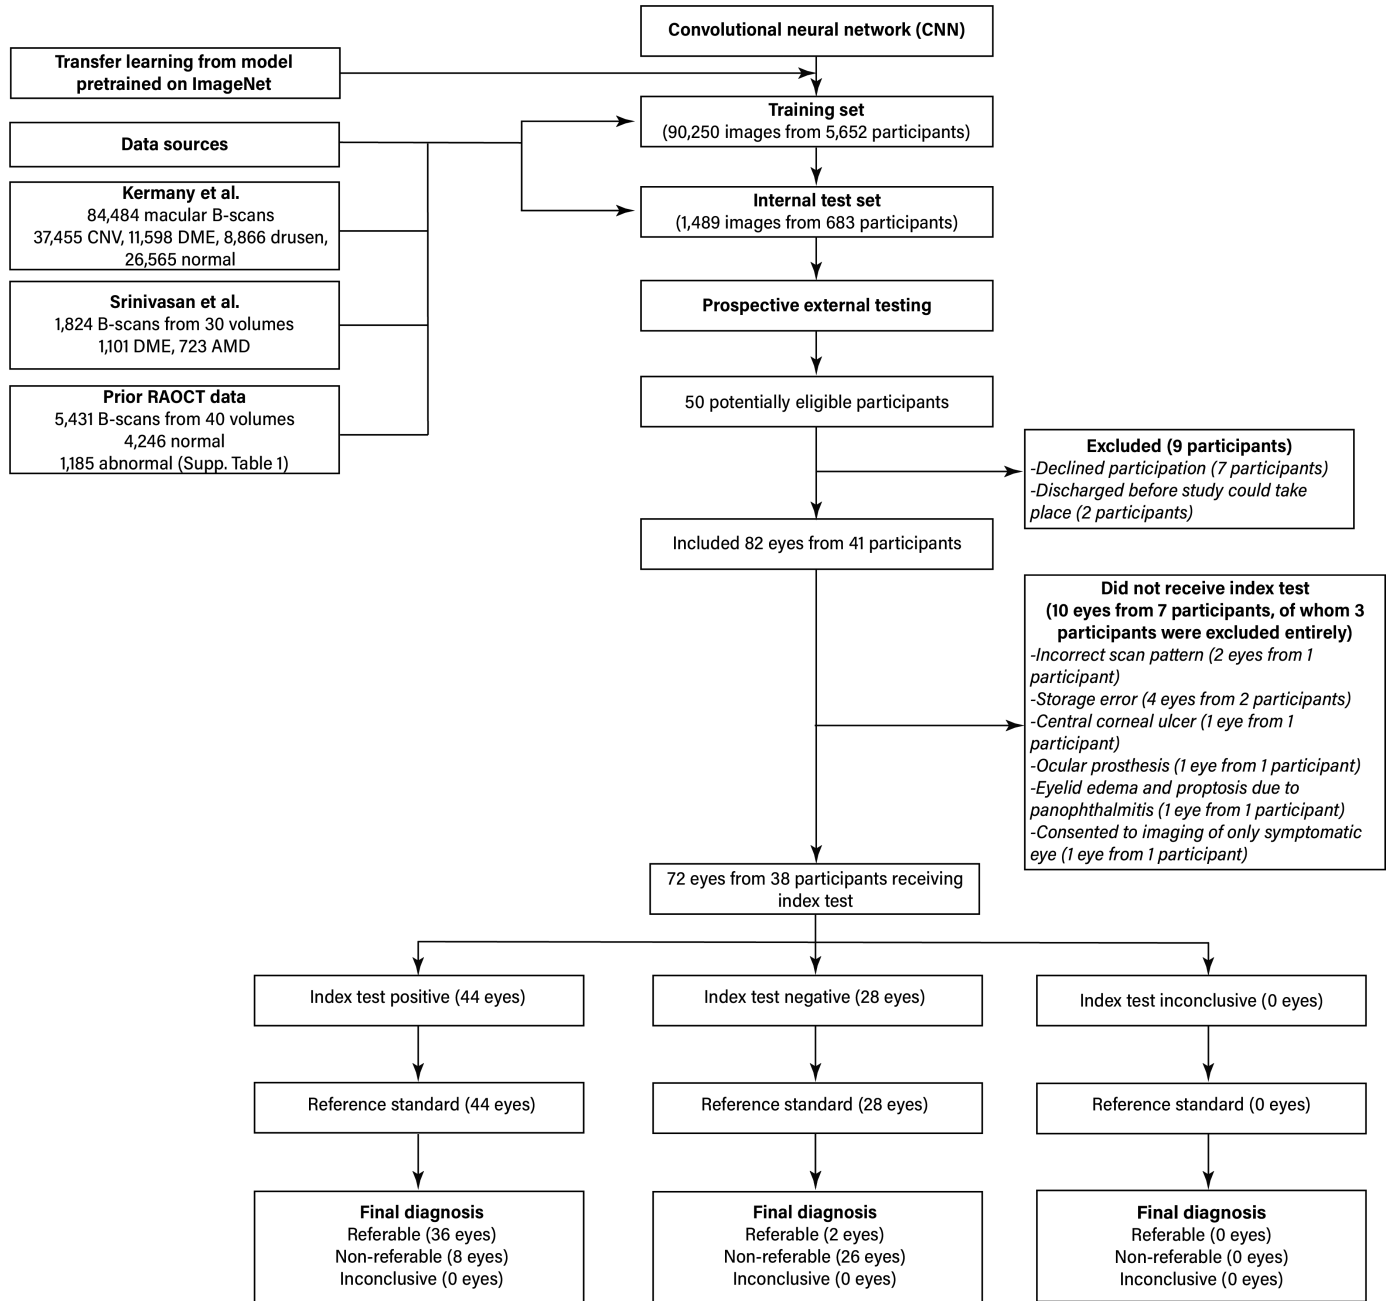 Convolutional neural network (CNN)
Transfer learning from model
pretrained on ImageNet
Training set
(90,250 images from 5,652 participants)
Data sources
Kermany et al.
84,484 macular B-scans
37,455 CNV, 11,598 DME, 8,866 drusen,
26,565 normal
Internal test set
(1,489 images from 683 participants)
Srinivasan et al.
1,824 B-scans from 30 volumes
1,101 DME, 723 AMD
Prospective external testing
Prior RAOCT data
5,431 B-scans from 40 volumes
4,246 normal
1,185 abnormal (Supp. Table 1)
50 potentially eligible participants
Excluded (9 participants)
-Declined participation (7 participants)
-Discharged before study could take
place (2 participants)
Included 82 eyes from 41 participants
Did not receive index test
(10 eyes from 7 participants, of whom 3
participants were excluded entirely)
-Incorrect scan pattern (2 eyes from 1
participant)
-Storage error (4 eyes from 2 participants)
-Central corneal ulcer (1 eye from 1
participant)
-Ocular prosthesis (1 eye from 1 participant)
-Eyelid edema and proptosis due to
panophthalmitis (1 eye from 1 participant)
-Consented to imaging of only symptomatic
eye (1 eye from 1 participant)
72 eyes from 38 participants receiving
index test
Index test positive (44 eyes)
Index test negative (28 eyes)
Index test inconclusive (0 eyes)
Reference standard (44 eyes)
Reference standard (28 eyes)
Reference standard (0 eyes)
Final diagnosis
Referable (36 eyes)
Non-referable (8 eyes)
Inconclusive (0 eyes)
Final diagnosis
Referable (2 eyes)
Non-referable (26 eyes)
Inconclusive (0 eyes)
Final diagnosis
Referable (0 eyes)
Non-referable (0 eyes)
Inconclusive (0 eyes)